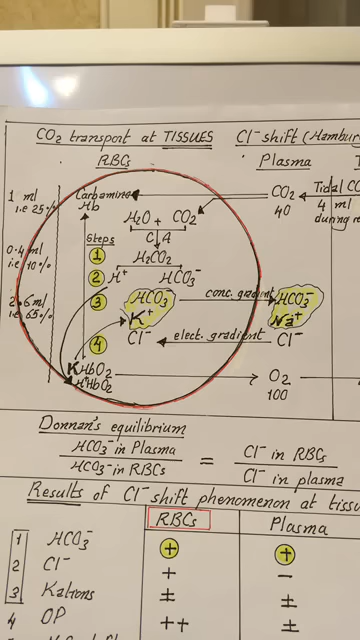 CO2 transport at TISSUES Cl⁻ shift (Hamburg
RBCs Plasma
1 ml
i.e 25% Carbamino Hb CO2 40 Tidal CO
4 ml
during re
H2O + CO2
C A
Steps
0.4 ml
i.e 10% 1 H2CO3
2 H⁺ HCO3⁻
2.6 ml
i.e 65% 3 HCO3⁻ K⁺ conc. gradient HCO3⁻ Na⁺
Cl⁻ elect. gradient Cl⁻
4
KHbO2 O2
H⁺HbO2 100
Donnan's equilibrium
HCO3⁻ in Plasma = Cl⁻ in RBCs
HCO3⁻ in RBCs Cl⁻ in plasma
Results of Cl⁻ shift phenomenon at tissu
RBCs Plasma
1 HCO3⁻ + +
2 Cl⁻ + −
3 Kations ± ±
4 OP ++ ±